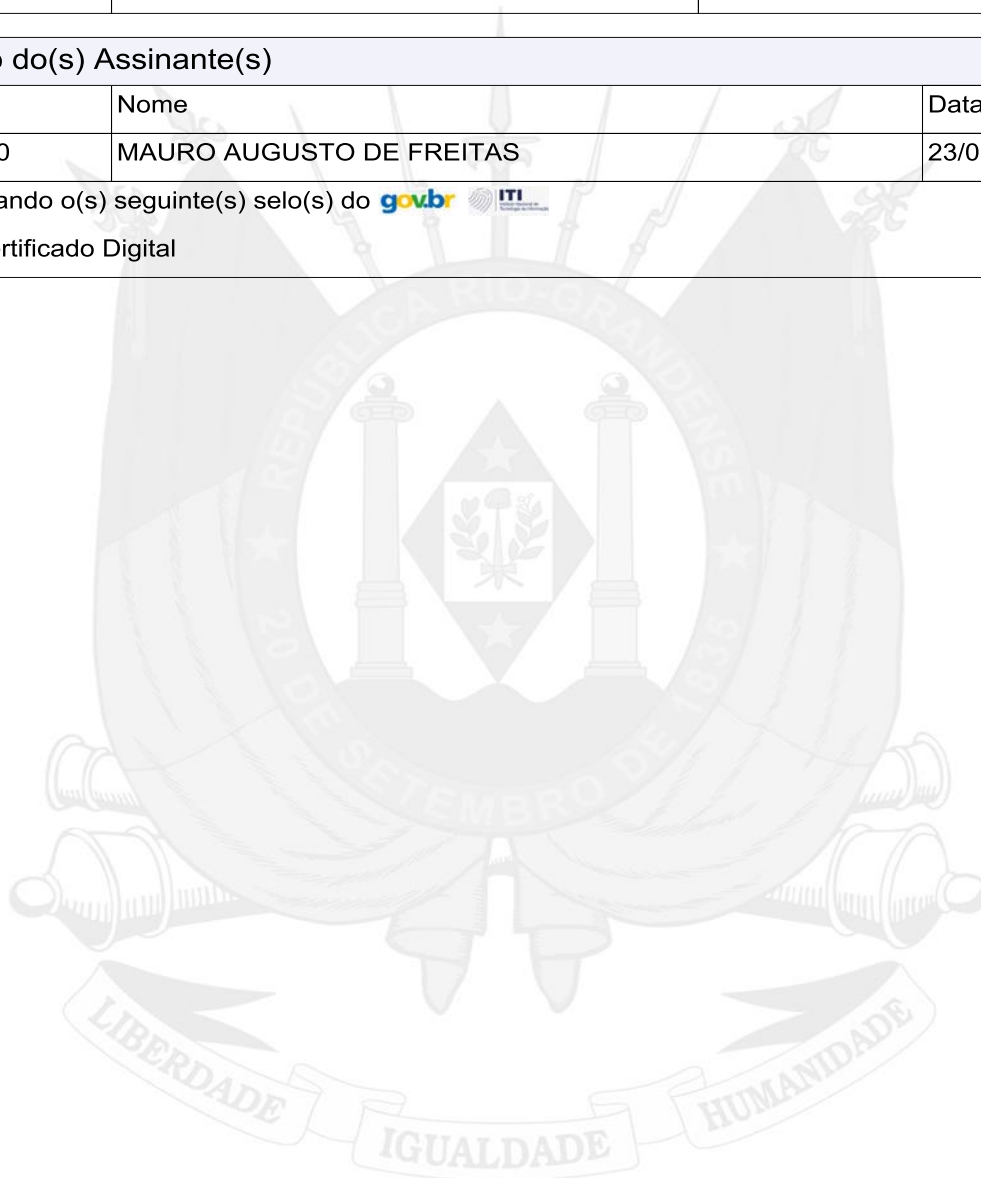 do(s) Assinante(s)
Nome
Data
0
MAURO AUGUSTO DE FREITAS
23/0
ando o(s) seguinte(s) selo(s) do gov.br ITI
rtificado Digital
REPÚBLICA RIO-GRANDENSE
20 DE SETEMBRO DE 1835
LIBERDADE
IGUALDADE
HUMANIDADE